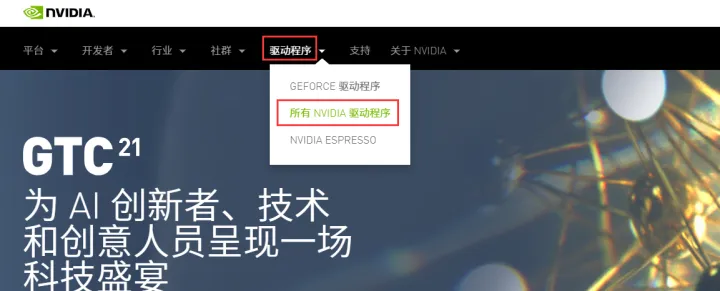 NVIDIA.
平台 开发者 行业 社群 驱动程序 支持 关于 NVIDIA
GEFORCE 驱动程序
所有 NVIDIA 驱动程序
NVIDIA ESPRESSO
GTC 21
为 AI 创新者、技术
和创意人员呈现一场
科技盛宴